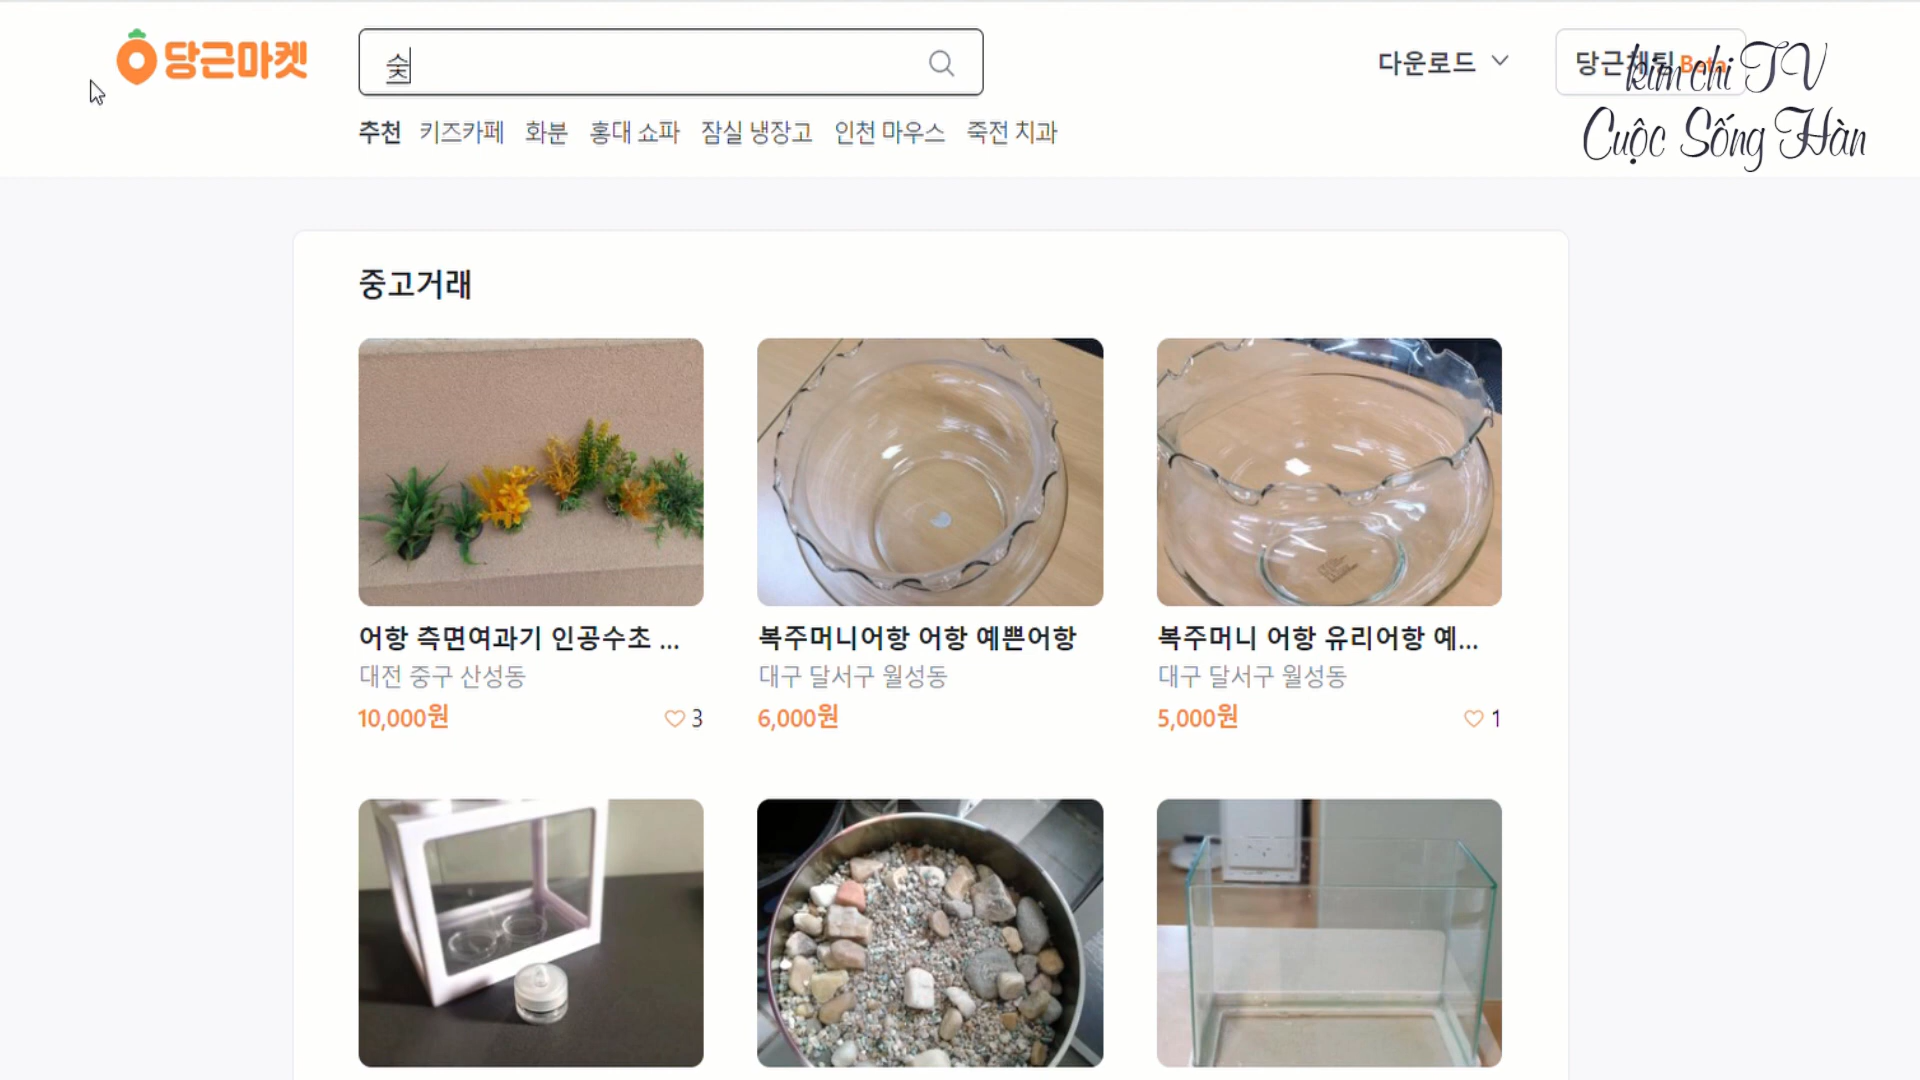 당근마켓
숯
다운로드
당근채팅 Beta
kim chi TV
Cuộc Sống Hàn
추천 키즈카페 화분 홍대 쇼파 잠실 냉장고 인천 마우스 죽전 치과
중고거래
어항 측면여과기 인공수초 ...
대전 중구 산성동
10,000원
3
복주머니어항 어항 예쁜어항
대구 달서구 월성동
6,000원
복주머니 어항 유리어항 예...
대구 달서구 월성동
5,000원
1